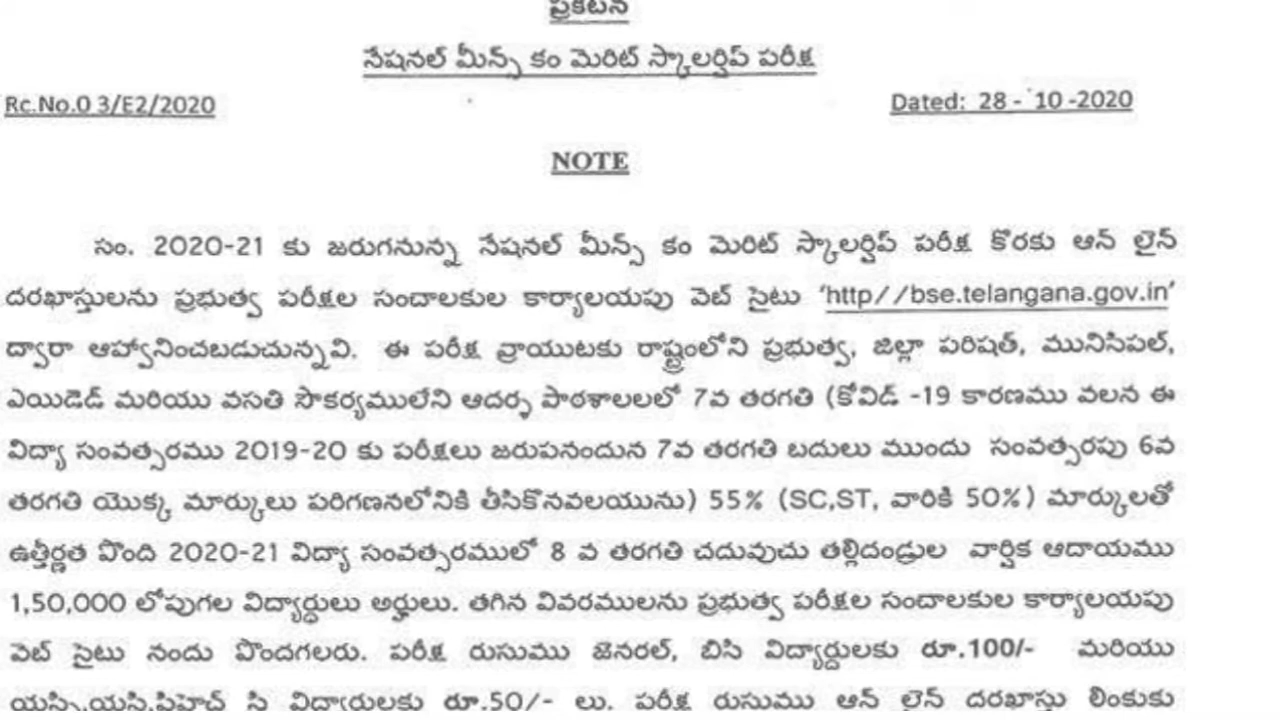 ప్రకటన
నేషనల్ మీన్స్ కం మెరిట్ స్కాలర్షిప్ పరీక్ష
Rc.No.0 3/E2/2020 Dated: 28 - 10 -2020
NOTE
సం. 2020-21 కు జరుగనున్న నేషనల్ మీన్స్ కం మెరిట్ స్కాలర్షిప్ పరీక్ష కొరకు ఆన్ లైన్
దరఖాస్తులను ప్రభుత్వ పరీక్షల సంచాలకుల కార్యాలయపు వెబ్ సైటు 'http//bse.telangana.gov.in'
ద్వారా ఆహ్వానించబడుచున్నవి. ఈ పరీక్ష వ్రాయుటకు రాష్ట్రంలోని ప్రభుత్వ, జిల్లా పరిషత్, మునిసిపల్,
ఎయిడెడ్ మరియు వసతి సౌకర్యములేని ఆదర్శ పాఠశాలలలో 7వ తరగతి (కోవిడ్ -19 కారణము వలన ఈ
విద్యా సంవత్సరము 2019-20 కు పరీక్షలు జరుపనందున 7వ తరగతి బదులు ముందు సంవత్సరపు 6వ
తరగతి యొక్క మార్కులు పరిగణనలోనికి తీసికొనవలయును) 55% (SC,ST, వారికి 50%) మార్కులతో
ఉత్తీర్ణత పొంది 2020-21 విద్యా సంవత్సరములో 8 వ తరగతి చదువుచు తల్లిదండ్రుల వార్షిక ఆదాయము
1,50,000 లోపుగల విద్యార్ధులు అర్హులు. తగిన వివరములను ప్రభుత్వ పరీక్షల సంచాలకుల కార్యాలయపు
వెబ్ సైటు నందు పొందగలరు. పరీక్ష రుసుము జెనరల్, బిసి విద్యార్దులకు రూ.100/- మరియు
యస్సి,యస్టి,పిహెచ్ సి విద్యార్దులకు రూ.50/- లు. పరీక్ష రుసుము ఆన్ లైన్ దరఖాస్తు లింకుకు